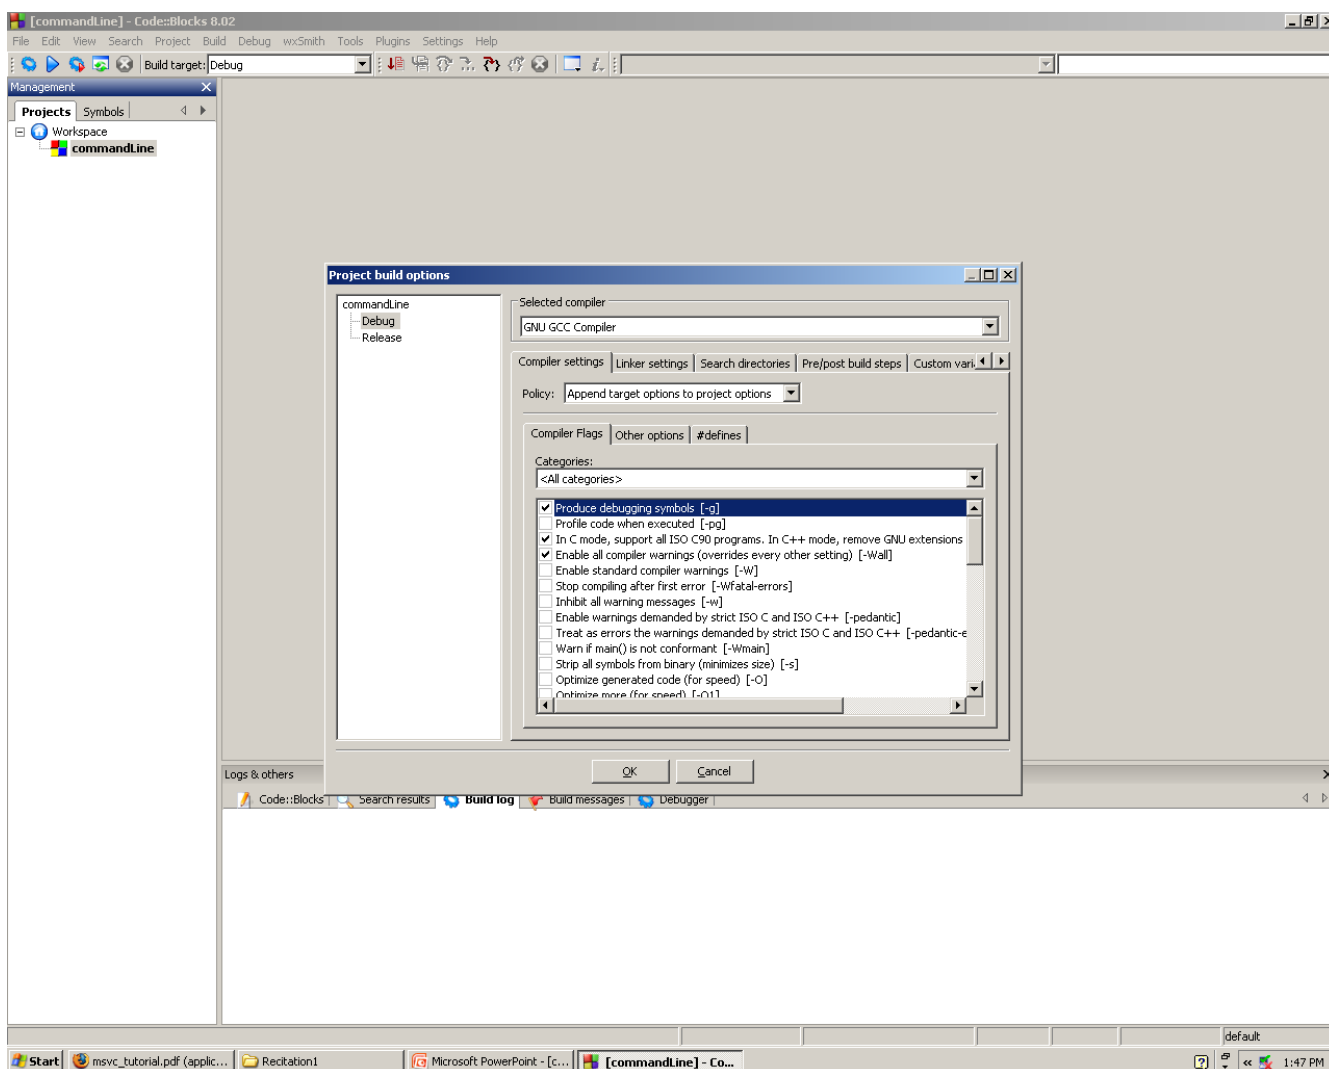 [commandLine] - Code::Blocks 8.02
File Edit View Search Project Build Debug wxSmith Tools Plugins Settings Help
Build target: Debug
Management
Projects Symbols
Workspace
commandLine
Project build options
commandLine
Debug
Release
Selected compiler
GNU GCC Compiler
Compiler settings Linker settings Search directories Pre/post build steps Custom vari
Policy: Append target options to project options
Compiler Flags Other options #defines
Categories:
<All categories>
Produce debugging symbols [-g]
Profile code when executed [-pg]
In C mode, support all ISO C90 programs. In C++ mode, remove GNU extensions
Enable all compiler warnings (overrides every other setting) [-Wall]
Enable standard compiler warnings [-W]
Stop compiling after first error [-Wfatal-errors]
Inhibit all warning messages [-w]
Enable warnings demanded by strict ISO C and ISO C++ [-pedantic]
Treat as errors the warnings demanded by strict ISO C and ISO C++ [-pedantic-e
Warn if main() is not conformant [-Wmain]
Strip all symbols from binary (minimizes size) [-s]
Optimize generated code (for speed) [-O]
Optimize more (for speed) [-O1]
OK Cancel
Logs & others
Code::Blocks Search results Build log Build messages Debugger
default
Start msvc_tutorial.pdf (applic... Recitation1 Microsoft PowerPoint - [c... [commandLine] - Co... 1:47 PM